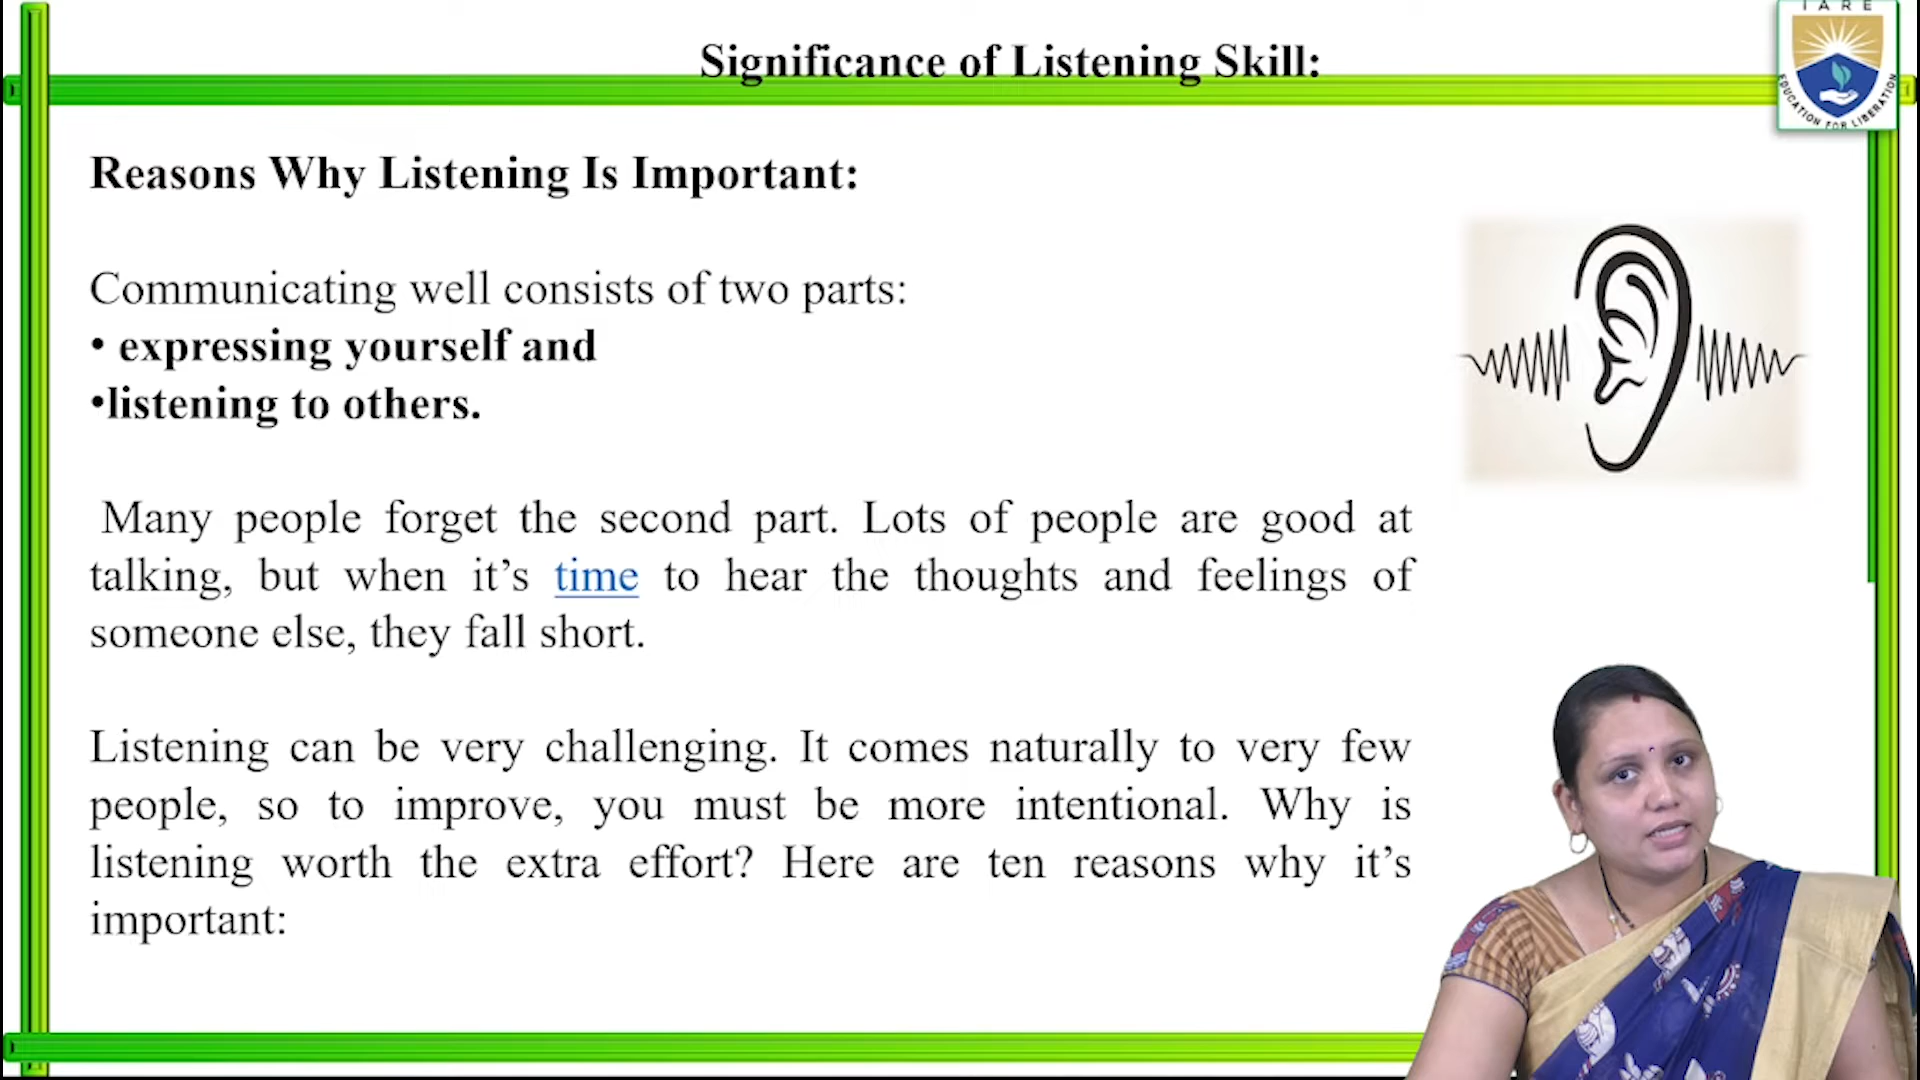 Significance of Listening Skill:
IARE
EDUCATION FOR LIBERATION
Reasons Why Listening Is Important:
Communicating well consists of two parts:
• expressing yourself and
•listening to others.
Many people forget the second part. Lots of people are good at
talking, but when it’s time to hear the thoughts and feelings of
someone else, they fall short.
Listening can be very challenging. It comes naturally to very few
people, so to improve, you must be more intentional. Why is
listening worth the extra effort? Here are ten reasons why it’s
important: